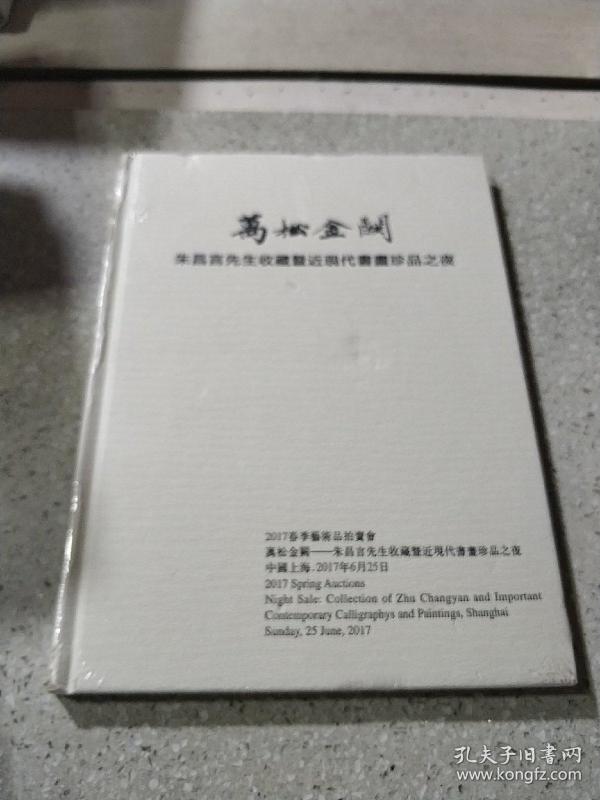 萬松金闕
朱昌言先生收藏暨近現代書畫珍品之夜
2017春季藝術品拍賣會
萬松金闕——朱昌言先生收藏暨近現代書畫珍品之夜
中國上海·2017年6月25日
2017 Spring Auctions
Night Sale: Collection of Zhu Changyan and Important
Contemporary Calligraphys and Paintings, Shanghai
Sunday, 25 June, 2017
孔夫子旧书网
www.kongfz.com